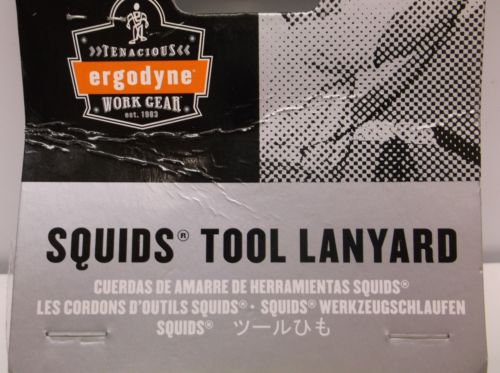 »TENACIOUS«
ergodyne®
WORK GEAR
est. 1983
SQUIDS® TOOL LANYARD
CUERDAS DE AMARRE DE HERRAMIENTAS SQUIDS®
LES CORDONS D'OUTILS SQUIDS® · SQUIDS® WERKZEUGSCHLAUFEN
SQUIDS® ツールひも